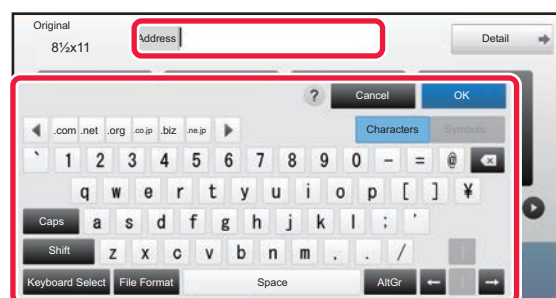 Original
8½x11
Address
Detail
? Cancel OK
.com .net .org .co.jp .biz .ne.jp
Characters Symbols
` 1 2 3 4 5 6 7 8 9 0 - = @
q w e r t y u i o p [ ] ¥
Caps a s d f g h j k l ; '
Shift z x c v b n m . . /
Keyboard Select File Format Space AltGr